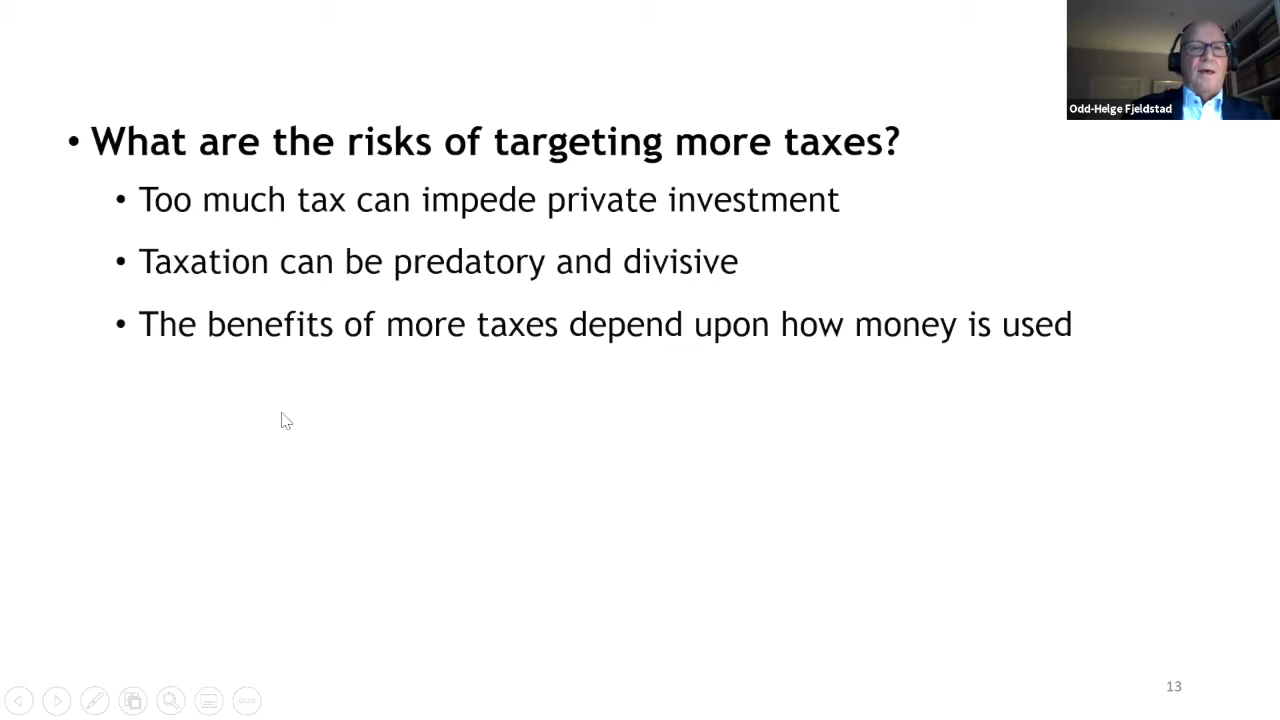 Odd-Helge Fjeldstad
• What are the risks of targeting more taxes?
• Too much tax can impede private investment
• Taxation can be predatory and divisive
• The benefits of more taxes depend upon how money is used
13